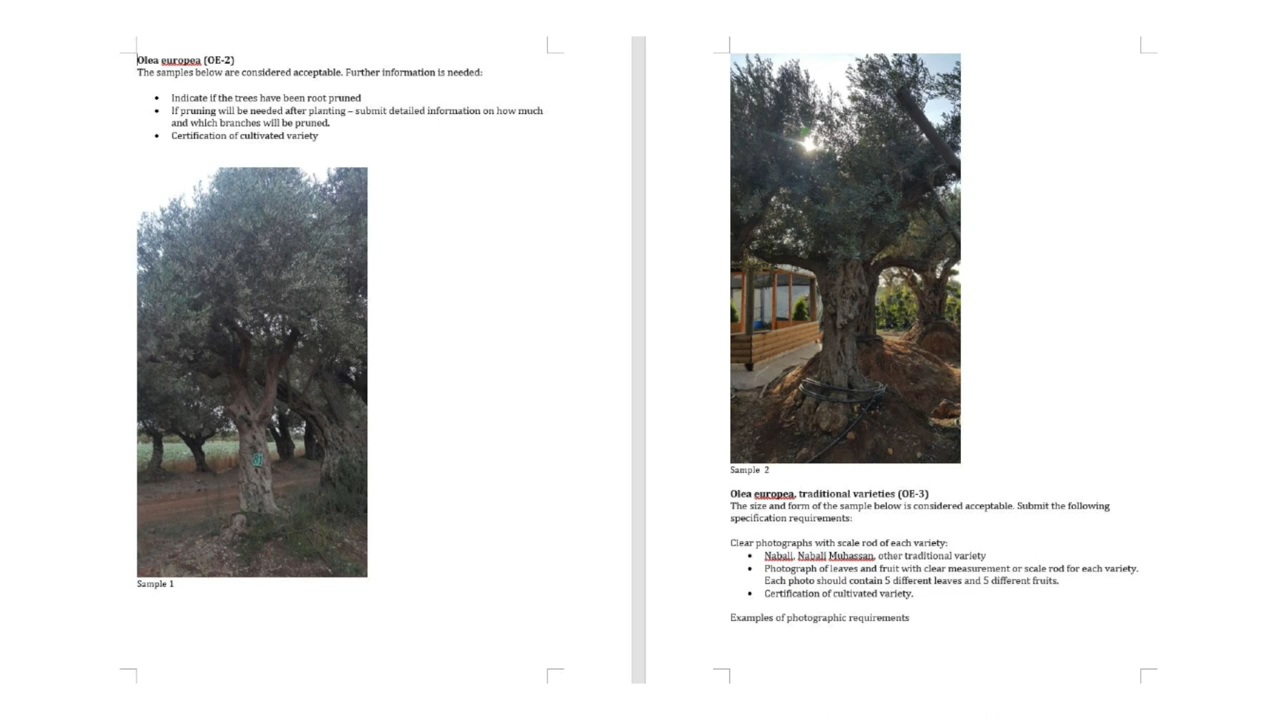 Olea europea (OE-2)
The samples below are considered acceptable. Further information is needed:
• Indicate if the trees have been root pruned
• If pruning will be needed after planting – submit detailed information on how much
and which branches will be pruned.
• Certification of cultivated variety
Sample 1
Sample 2
Olea europea, traditional varieties (OE-3)
The size and form of the sample below is considered acceptable. Submit the following
specification requirements:
Clear photographs with scale rod of each variety:
• Nabali, Nabali Muhassan, other traditional variety
• Photograph of leaves and fruit with clear measurement or scale rod for each variety.
Each photo should contain 5 different leaves and 5 different fruits.
• Certification of cultivated variety.
Examples of photographic requirements